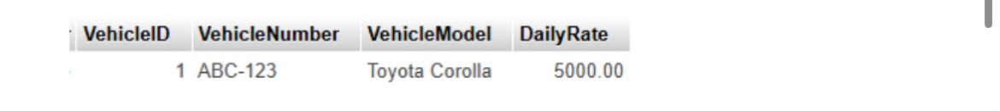 VehicleID VehicleNumber VehicleModel DailyRate
1 ABC-123 Toyota Corolla 5000.00